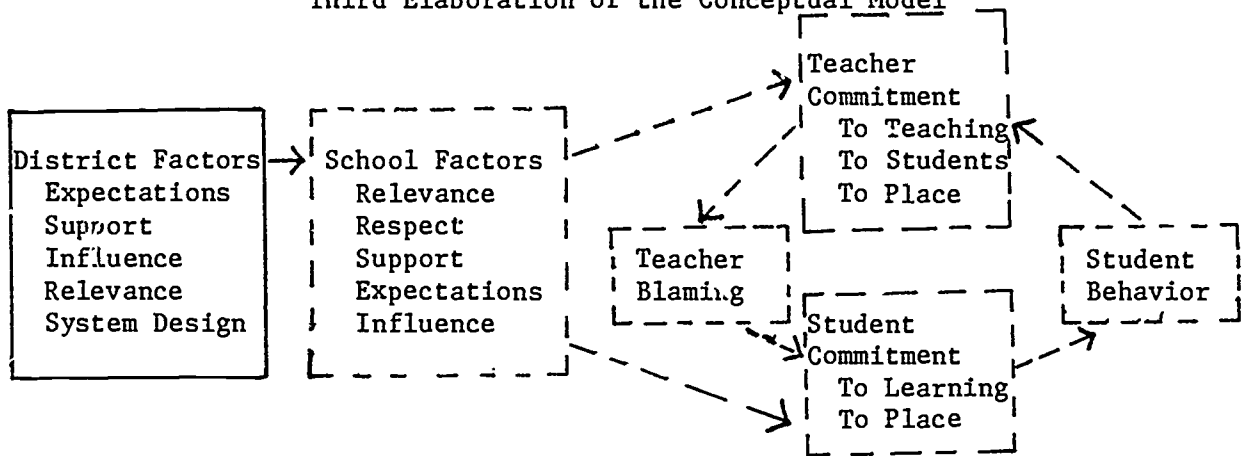 Third Elaboration of the Conceptual Model
District Factors
Expectations
Support
Influence
Relevance
System Design
School Factors
Relevance
Respect
Support
Expectations
Influence
Teacher
Commitment
To Teaching
To Students
To Place
Teacher
Blaming
Student
Commitment
To Learning
To Place
Student
Behavior